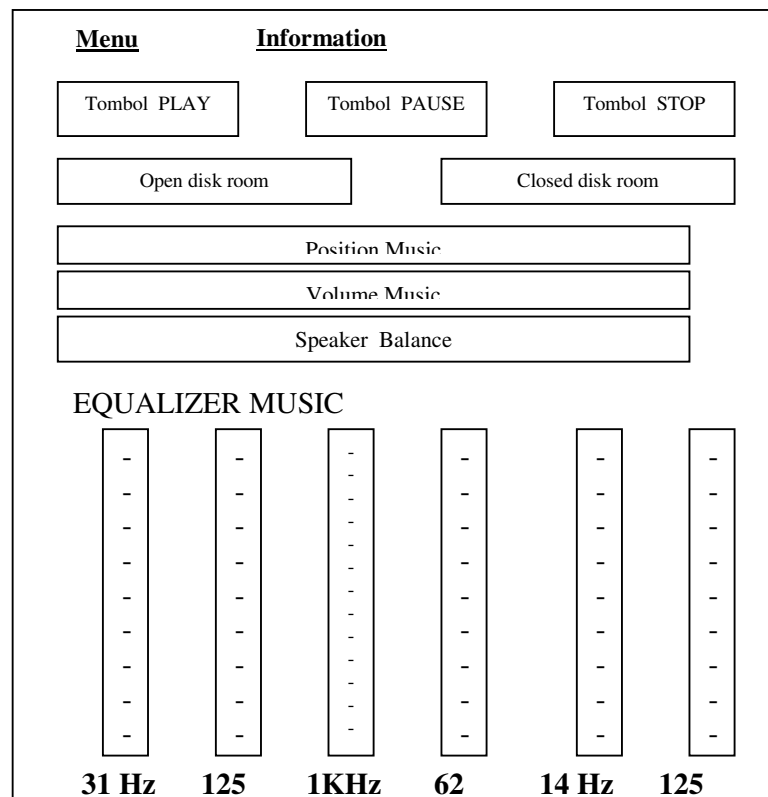 Menu Information
Tombol PLAY Tombol PAUSE Tombol STOP
Open disk room Closed disk room
Position Music
Volume Music
Speaker Balance
EQUALIZER MUSIC
- - - - - -
- - - - - -
- - - - - -
- - - - - -
- - - - - -
- - - - - -
- - - - - -
- - - - - -
- - - - - -
-
-
-
-
31 Hz 125 1KHz 62 14 Hz 125